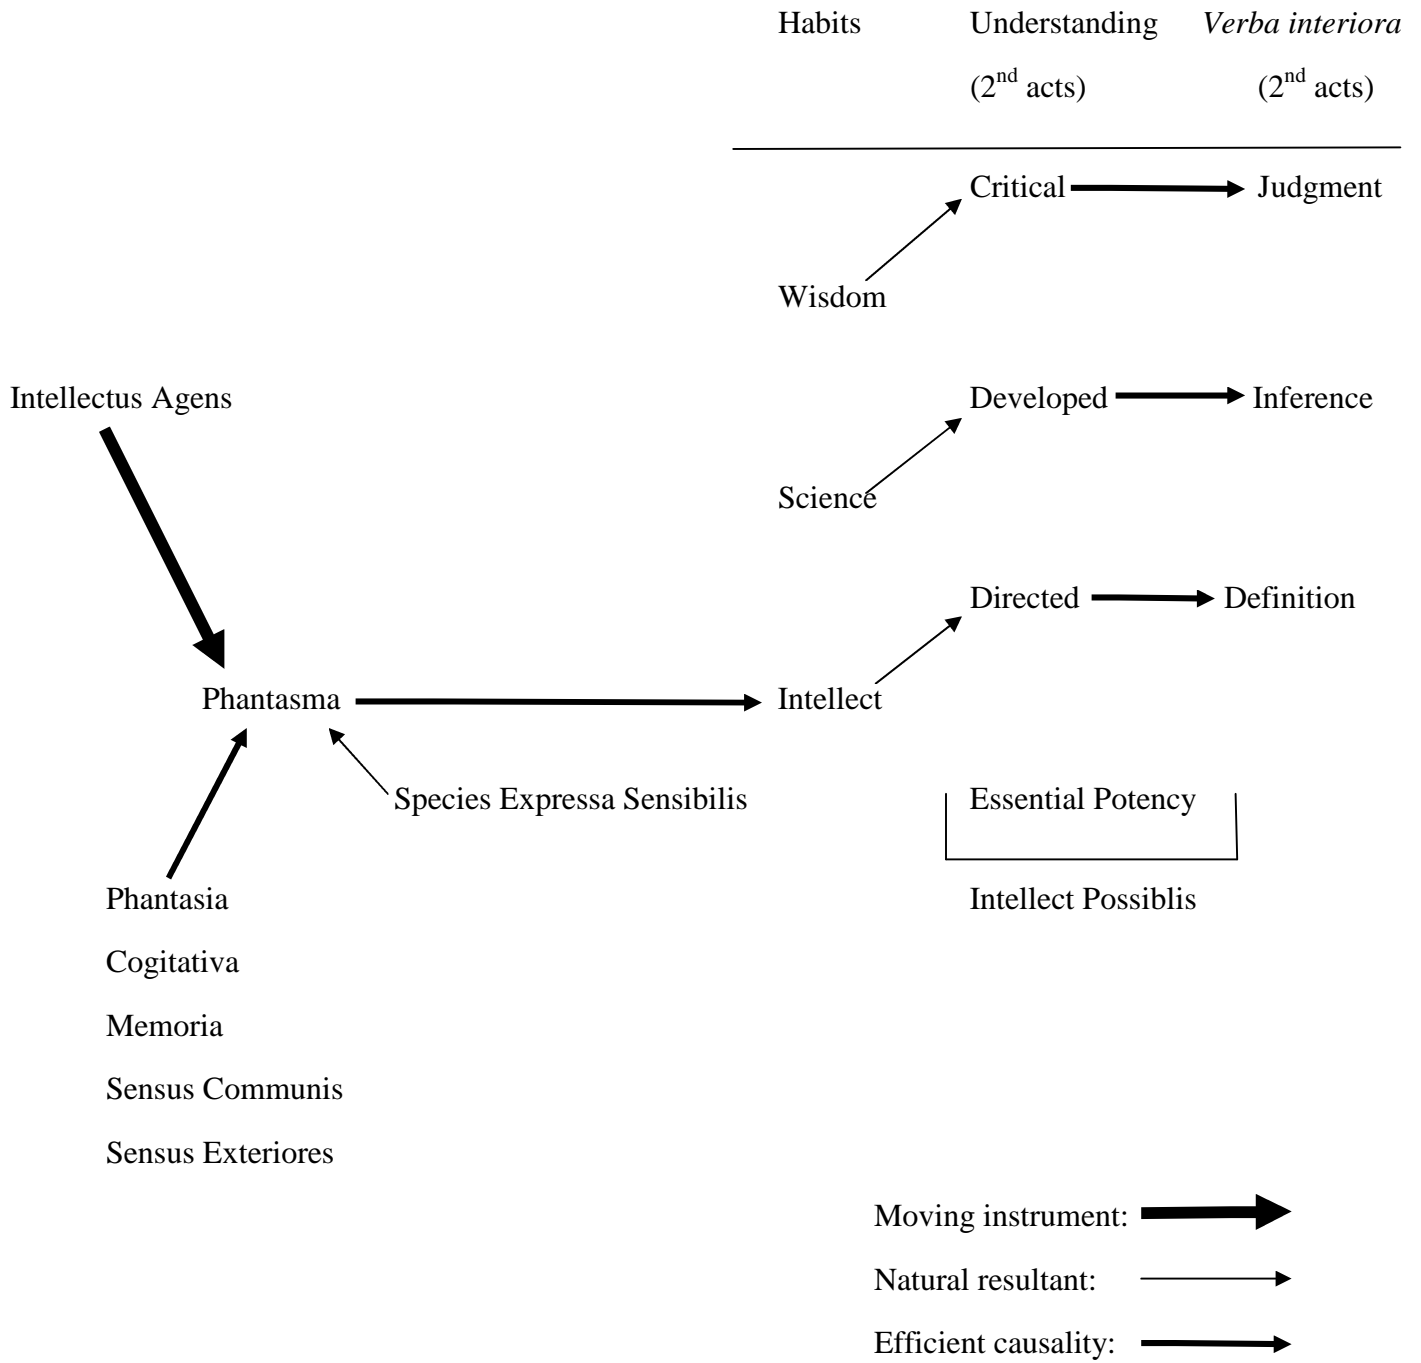 Habits Understanding Verba interiora
(2nd acts) (2nd acts)
Critical Judgment
Wisdom
Intellectus Agens Developed Inference
Science
Directed Definition
Phantasma Intellect
Species Expressa Sensibilis Essential Potency
Phantasia Intellect Possiblis
Cogitativa
Memoria
Sensus Communis
Sensus Exteriores
Moving instrument:
Natural resultant:
Efficient causality: